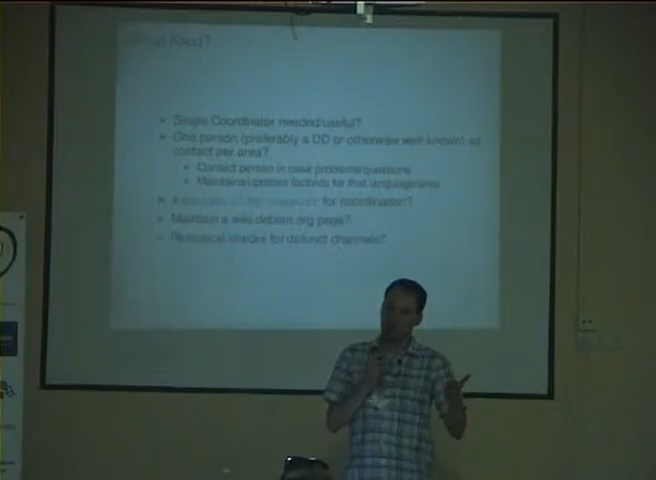 What Next?
Single Coordinator needed/useful?
One person (preferably a DD or otherwise well-known) as
contact per area?
Contact person in case problems/questions
Maintains/updates factoids for that language/area
for coordination?
Maintain a wiki.debian.org page?
Periodical checks for defunct channels?